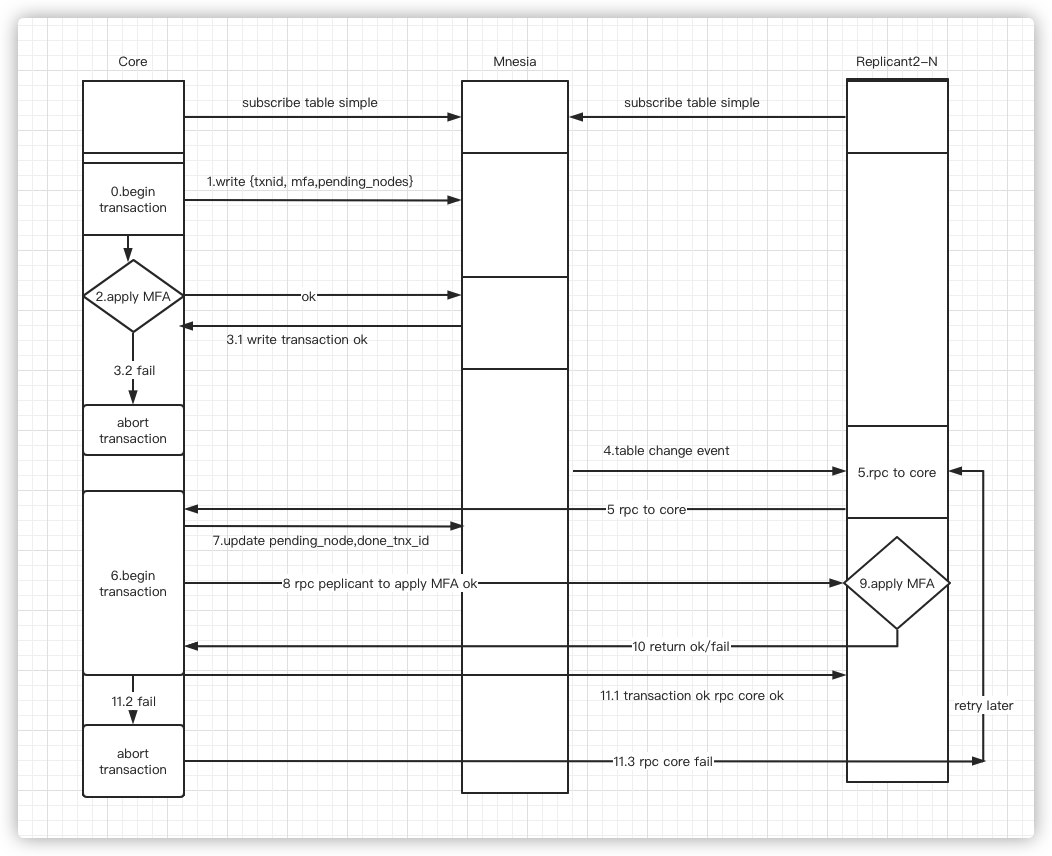 Core
Mnesia
Replicant2-N
subscribe table simple
subscribe table simple
1.write {txnid, mfa,pending_nodes}
0.begin
transaction
2.apply MFA
ok
3.1 write transaction ok
3.2 fail
abort
transaction
4.table change event
5.rpc to core
5 rpc to core
7.update pending_node,done_tnx_id
6.begin
transaction
8 rpc peplicant to apply MFA ok
9.apply MFA
10 return ok/fail
11.1 transaction ok rpc core ok
11.2 fail
retry later
abort
transaction
11.3 rpc core fail